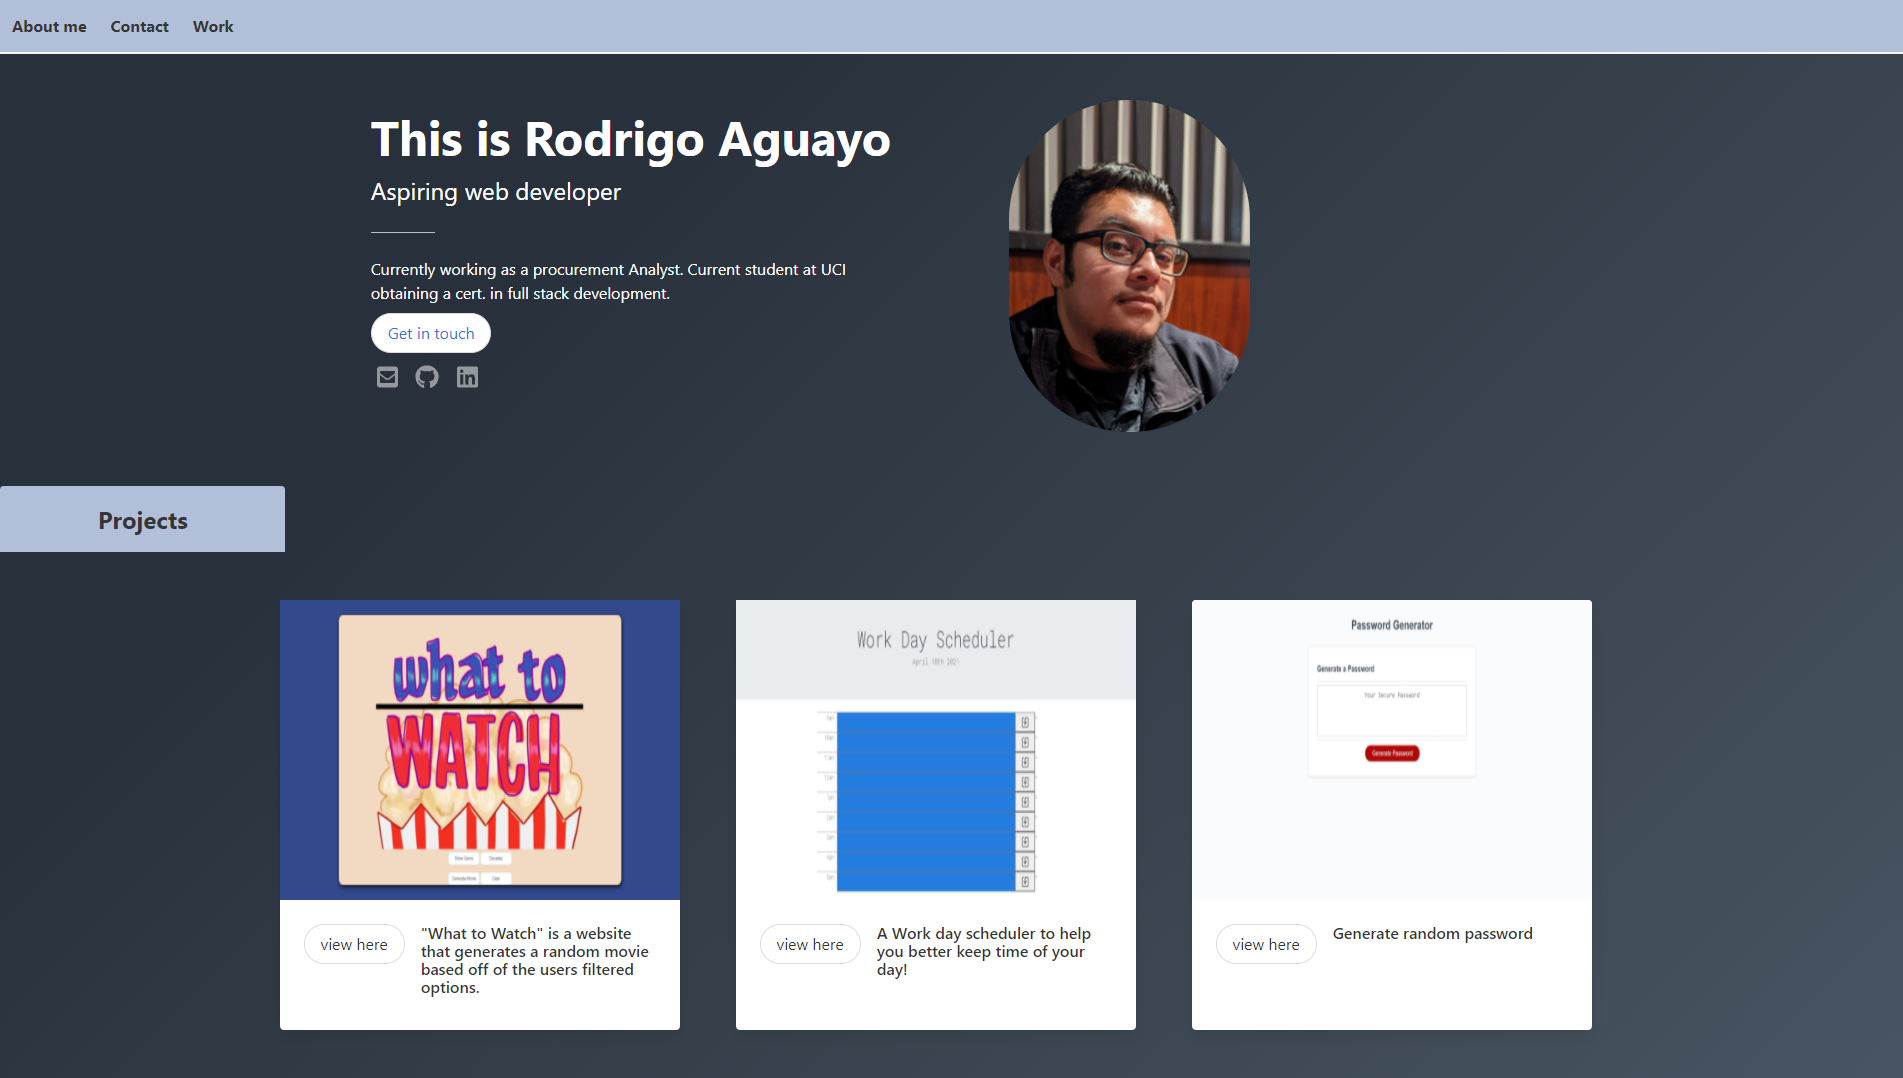 About me Contact Work
This is Rodrigo Aguayo
Aspiring web developer
Currently working as a procurement Analyst. Current student at UCI
obtaining a cert. in full stack development.
Get in touch
Projects
what to
WATCH
Clear
view here
"What to Watch" is a website
that generates a random movie
based off of the users filtered
options.
Work Day Scheduler
April 18th 2021
view here
A Work day scheduler to help
you better keep time of your
day!
Password Generator
Generate a Password
Your Secure Password
Generate Password
view here
Generate random password